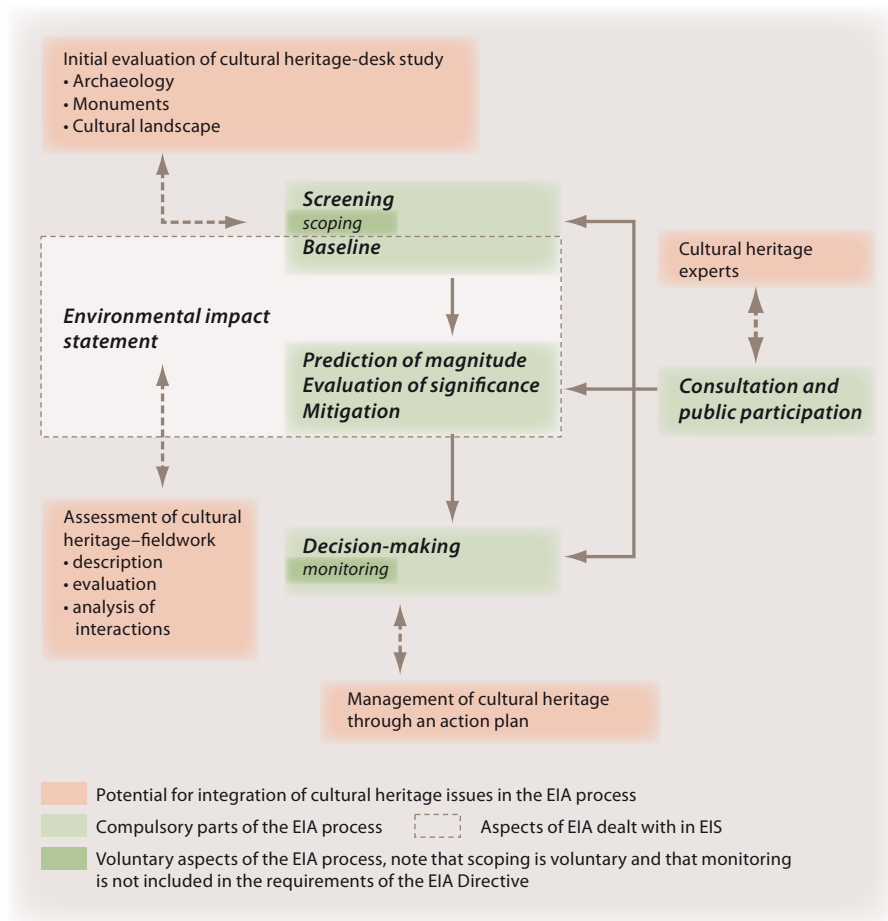 Initial evaluation of cultural heritage-desk study
• Archaeology
• Monuments
• Cultural landscape
Screening
scoping
Baseline
Cultural heritage
experts
Environmental impact
statement
Prediction of magnitude
Evaluation of significance
Mitigation
Consultation and
public participation
Assessment of cultural
heritage–fieldwork
• description
• evaluation
• analysis of
interactions
Decision-making
monitoring
Management of cultural heritage
through an action plan
Potential for integration of cultural heritage issues in the EIA process
Compulsory parts of the EIA process
Aspects of EIA dealt with in EIS
Voluntary aspects of the EIA process, note that scoping is voluntary and that monitoring
is not included in the requirements of the EIA Directive